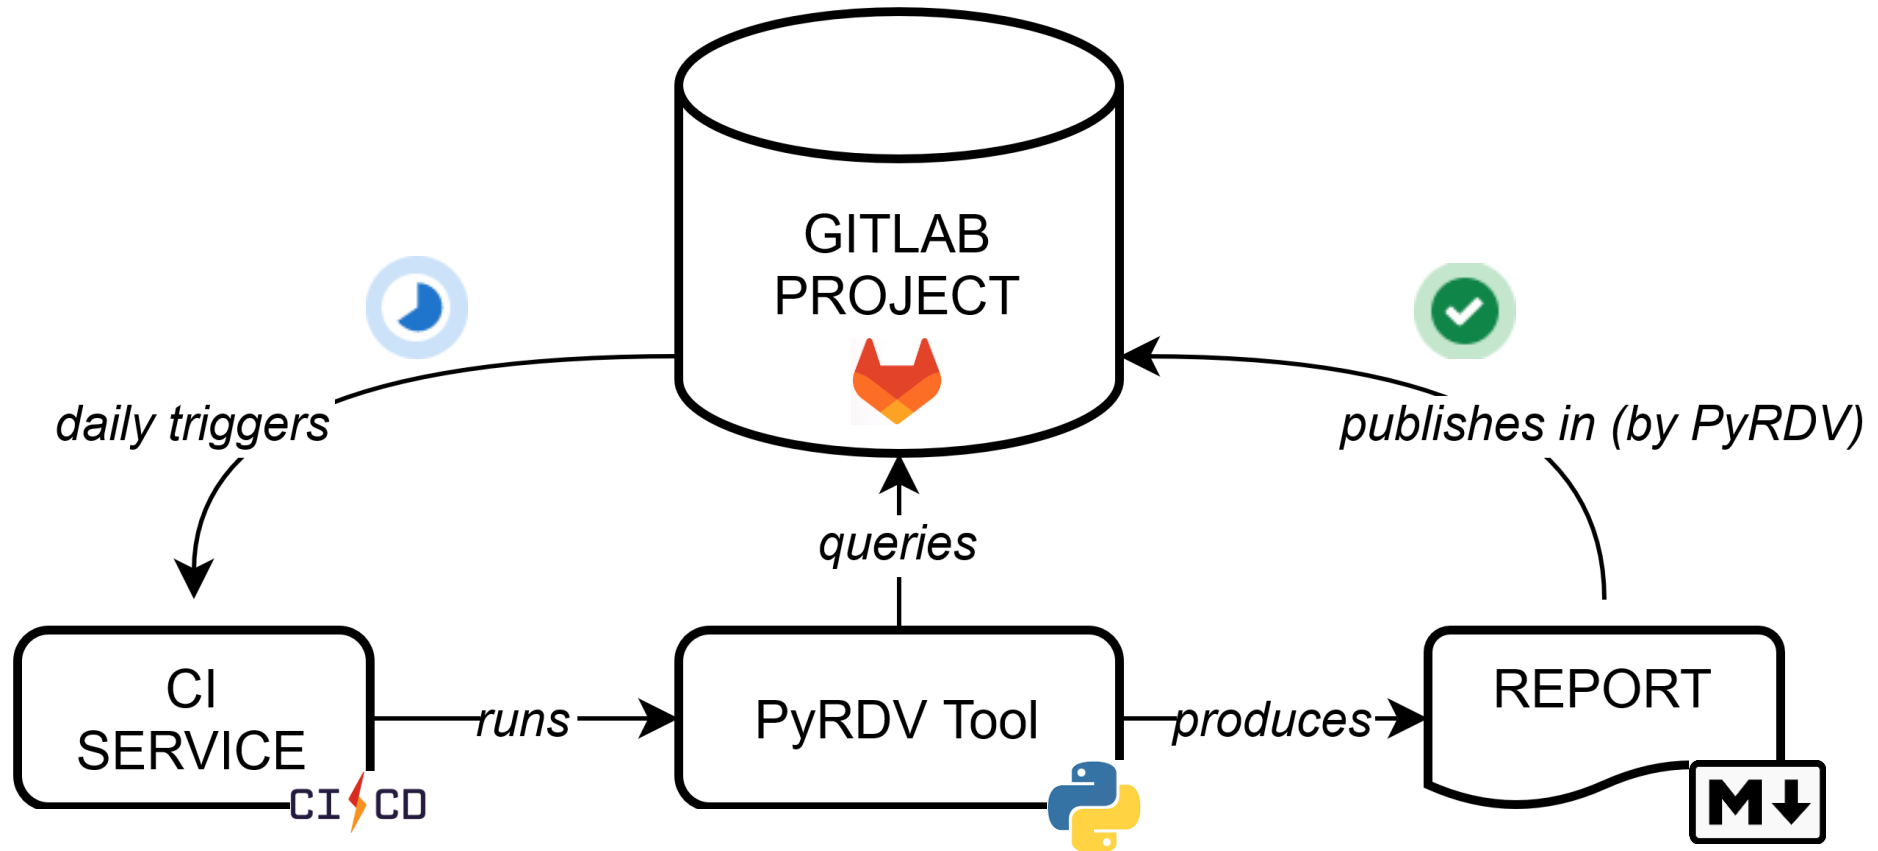 GITLAB
PROJECT
daily triggers
publishes in (by PyRDV)
queries
CI
SERVICE
CI CD
runs
PyRDV Tool
produces
REPORT
M